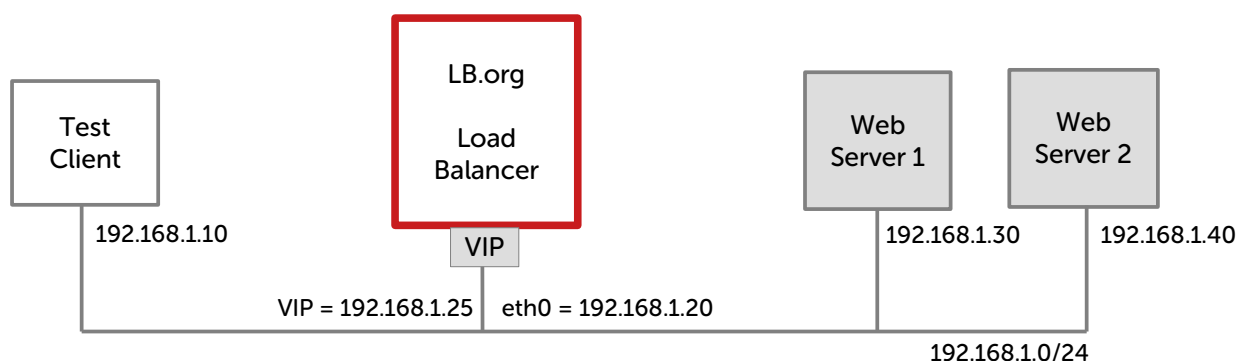 LB.org
Load
Balancer
Test
Client
Web
Server 1
Web
Server 2
192.168.1.10
VIP
192.168.1.30
192.168.1.40
VIP = 192.168.1.25
eth0 = 192.168.1.20
192.168.1.0/24